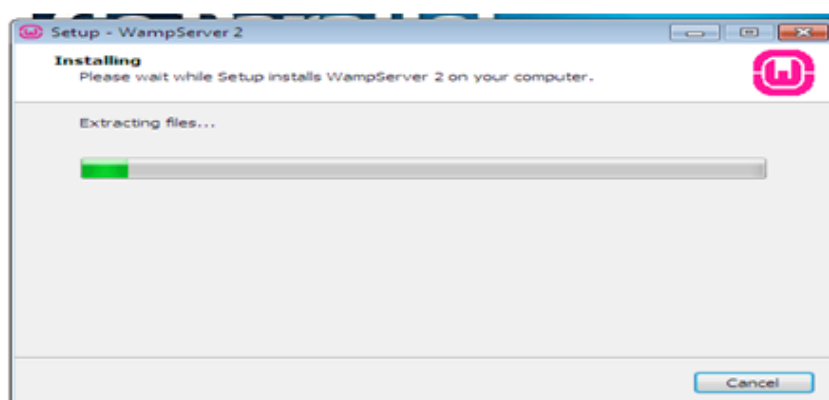 Setup - WampServer 2
Installing
Please wait while Setup installs WampServer 2 on your computer.
Extracting files...
Cancel